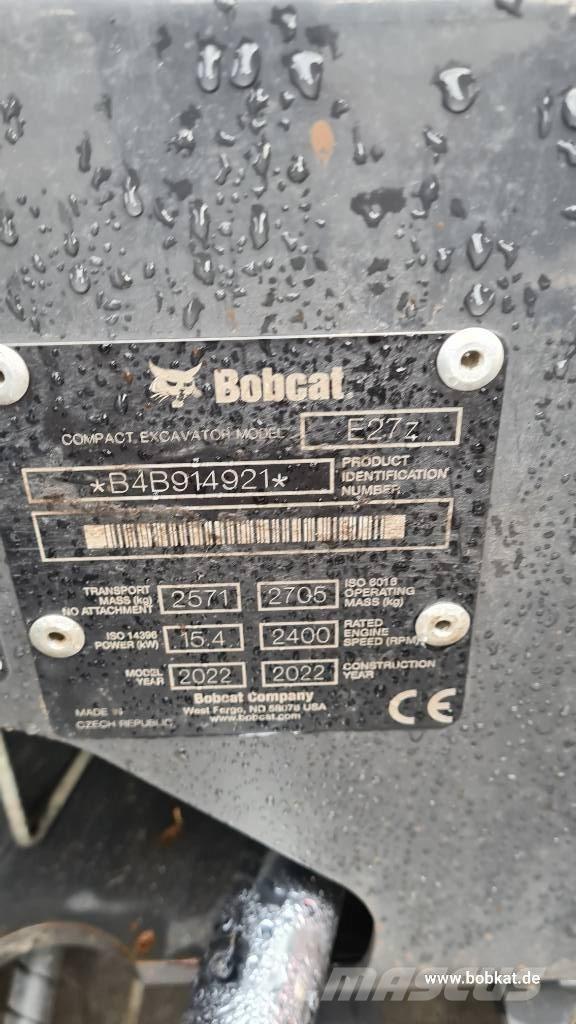 Bobcat
COMPACT EXCAVATOR MODEL E27z
*B4B914921* PRODUCT IDENTIFICATION NUMBER
TRANSPORT MASS (kg) NO ATTACHMENT 2571 2705 ISO 6016 OPERATING MASS (kg)
ISO 14396 POWER (kW) 15.4 2400 RATED ENGINE SPEED (RPM)
MODEL YEAR 2022 2022 CONSTRUCTION YEAR
Bobcat Company
West Fargo, ND 58078 USA
www.bobcat.com
MADE IN CZECH REPUBLIC
CE
www.bobkat.de
MASCUS